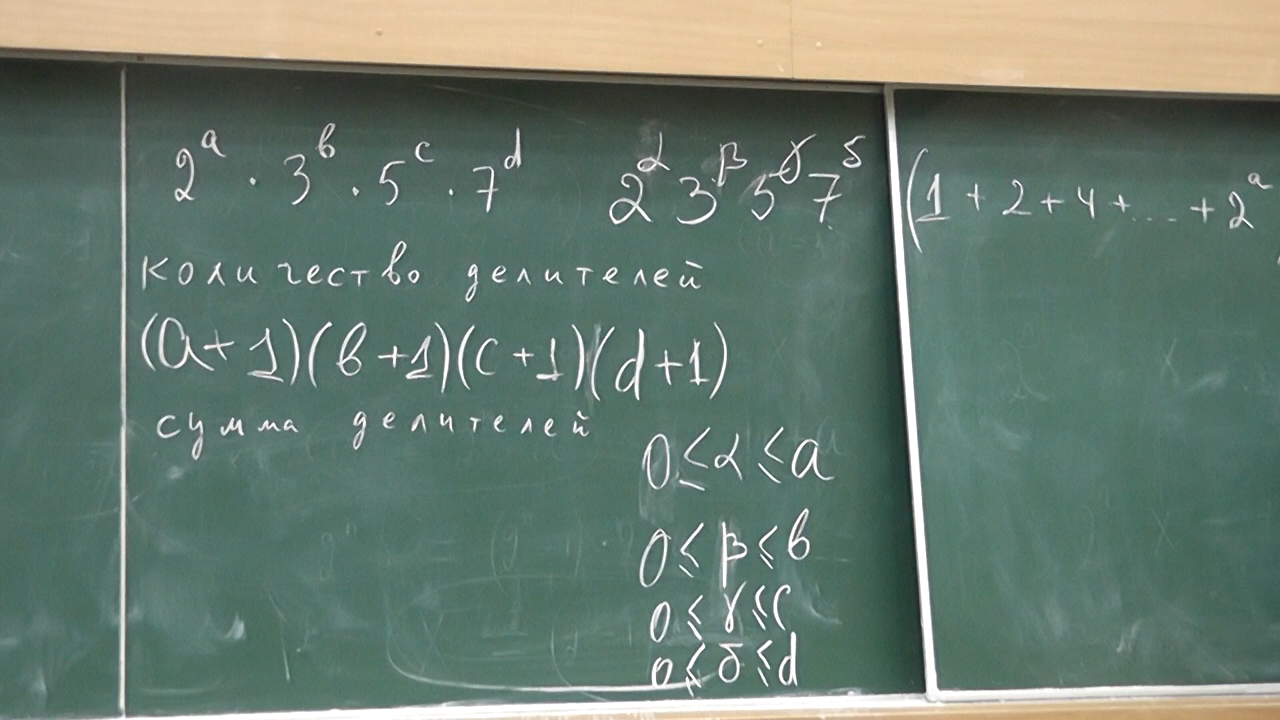 2^a · 3^b · 5^c · 7^d
2^α 3^β 5^γ 7^δ
количество делителей
(a+1)(b+1)(c+1)(d+1)
сумма делителей
0≤α≤a
0≤β≤b
0≤γ≤c
0≤δ≤d
(1+2+4+....+2^a